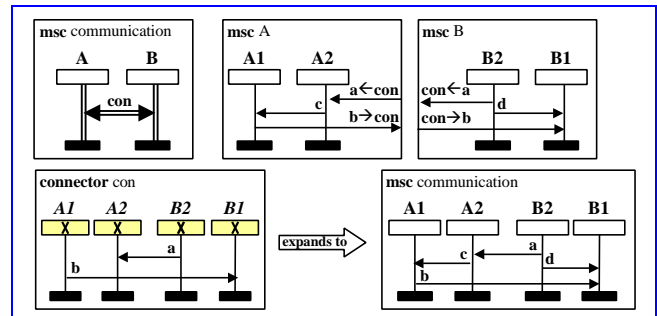 msc communication
A B
con
msc A
A1 A2
a←con
c
b→con
msc B
B2 B1
con←a
d
con→b
connector con
A1 A2 B2 B1
a
b
expands to
msc communication
A1 A2 B2 B1
a
c d
b